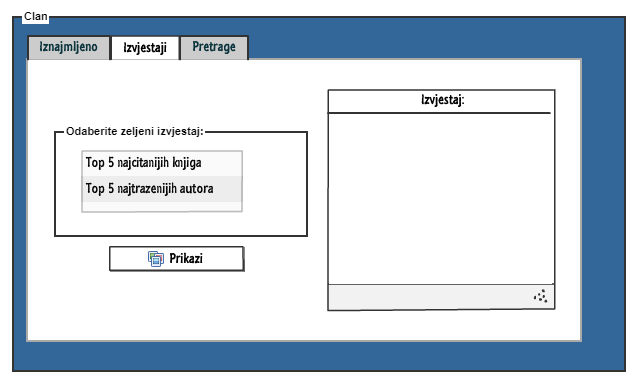 Clan
Iznajmljeno
Izvjestaji
Pretrage
Izvjestaj:
Odaberite zeljeni izvjestaj:
Top 5 najcitanijih knjiga
Top 5 najtrazenijih autora
Prikazi